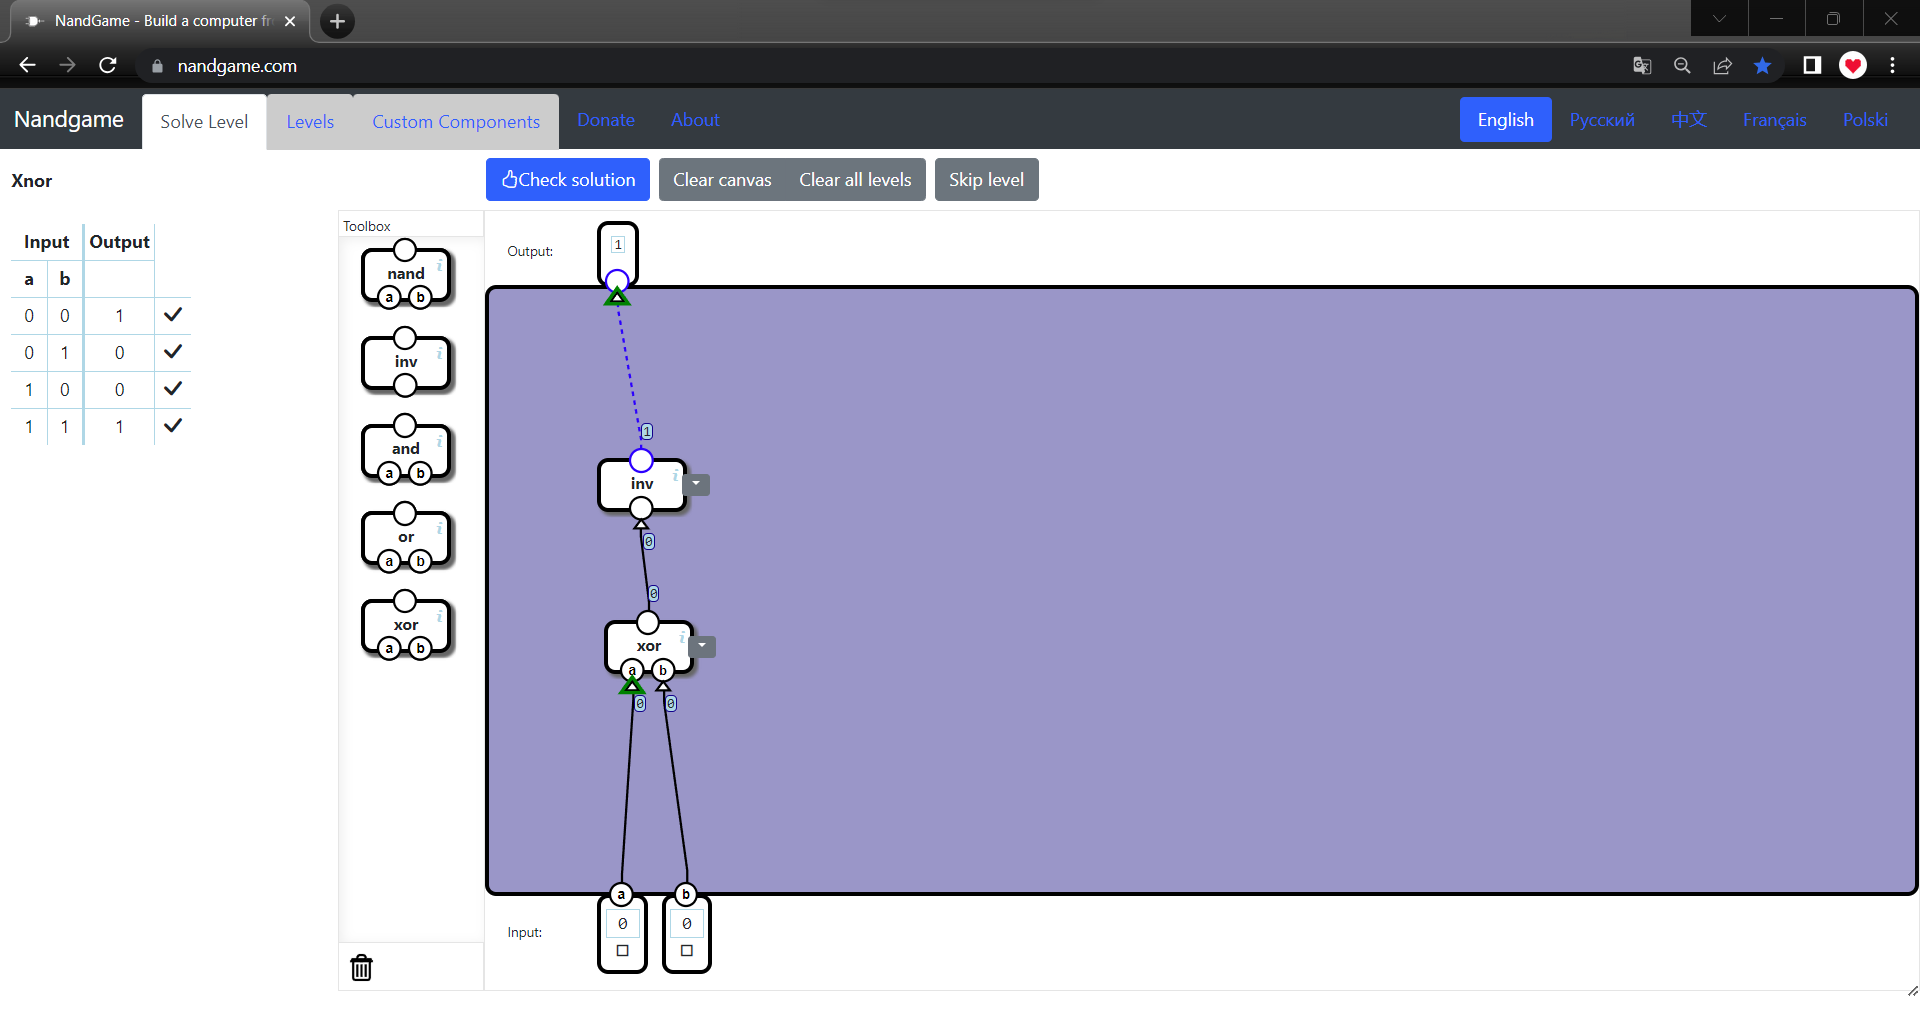 NandGame - Build a computer fr
nandgame.com
Nandgame Solve Level Levels Custom Components Donate About English Русский 中文 Français Polski
Xnor
Check solution Clear canvas Clear all levels Skip level
Input Output
a b
0 0 1
0 1 0
1 0 0
1 1 1
Toolbox
nand
a b
inv
and
a b
or
a b
xor
a b
Output:
1
1
inv
0
0
xor
a b
0 0
a b
Input:
0 0